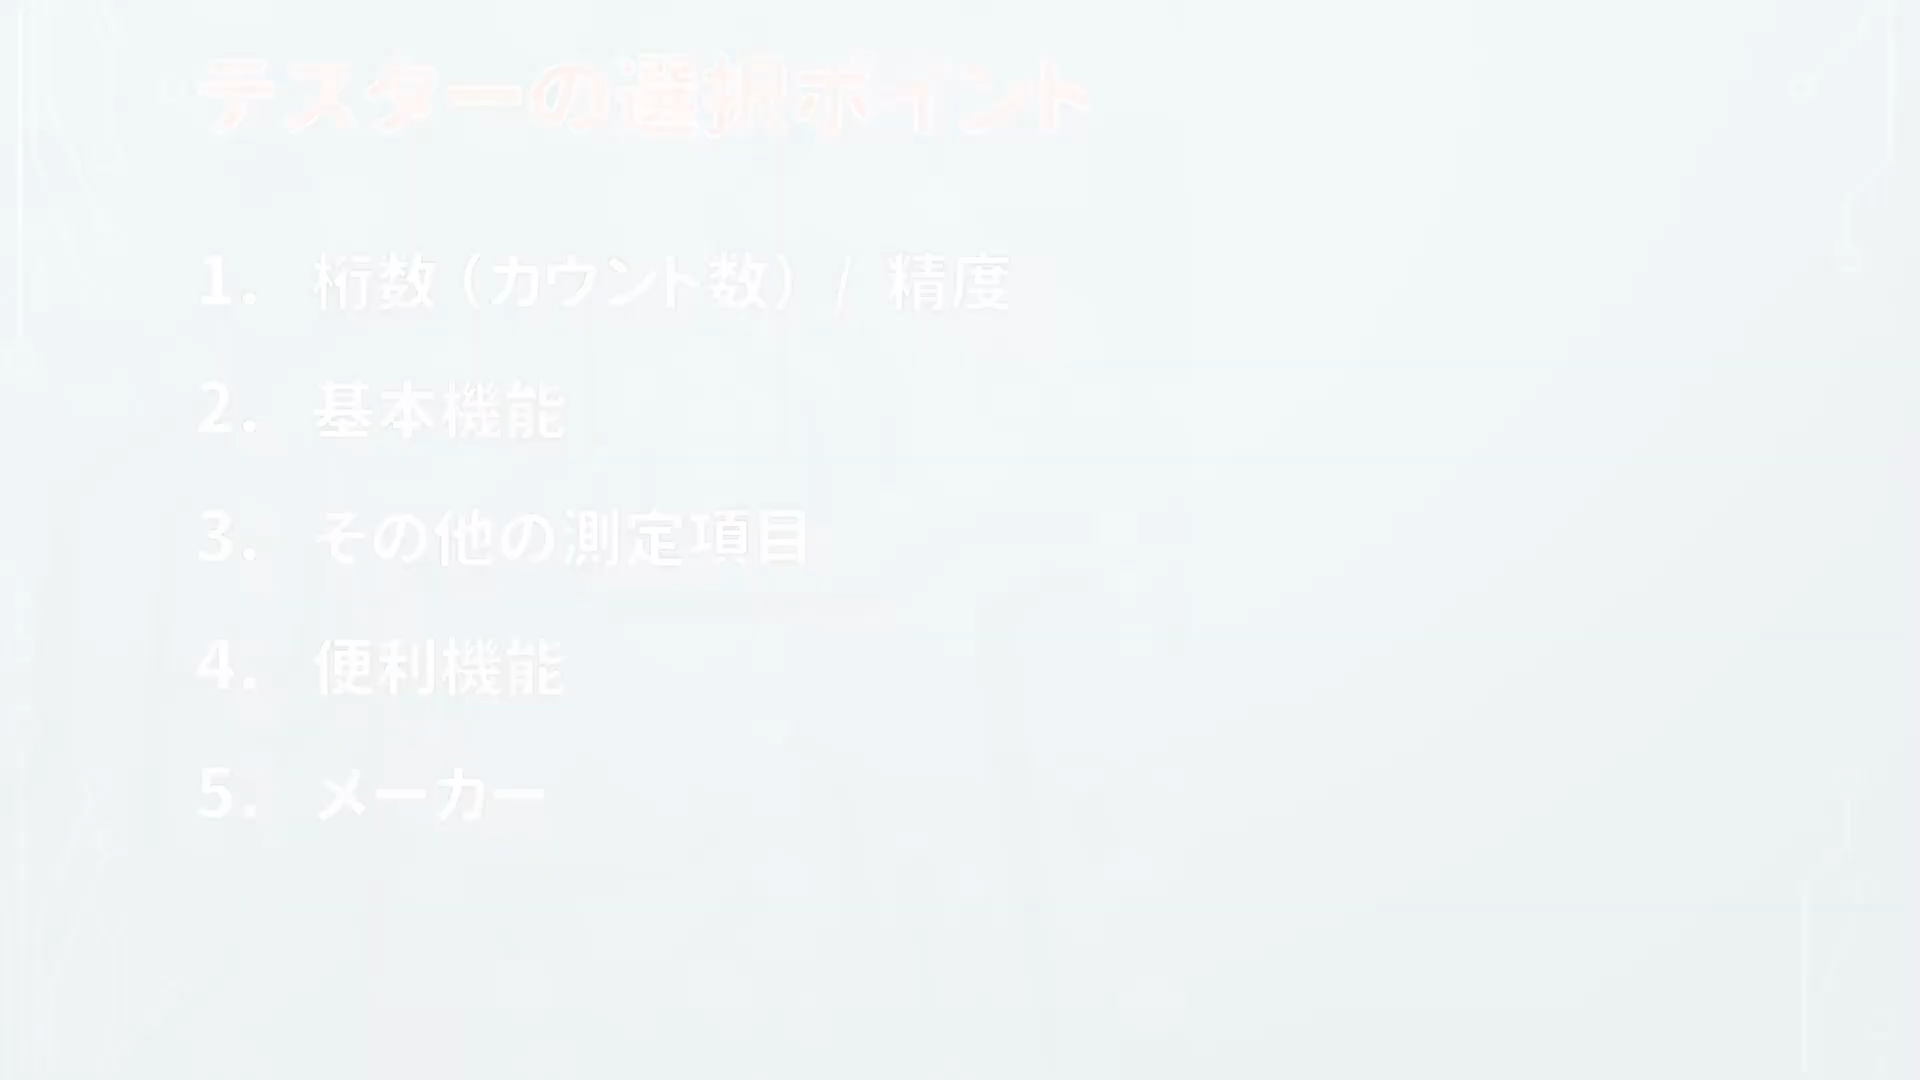 テスターの選択ポイント
1. 桁数（カウント数） / 精度
2. 基本機能
3. その他の測定項目
4. 便利機能
5. メーカー